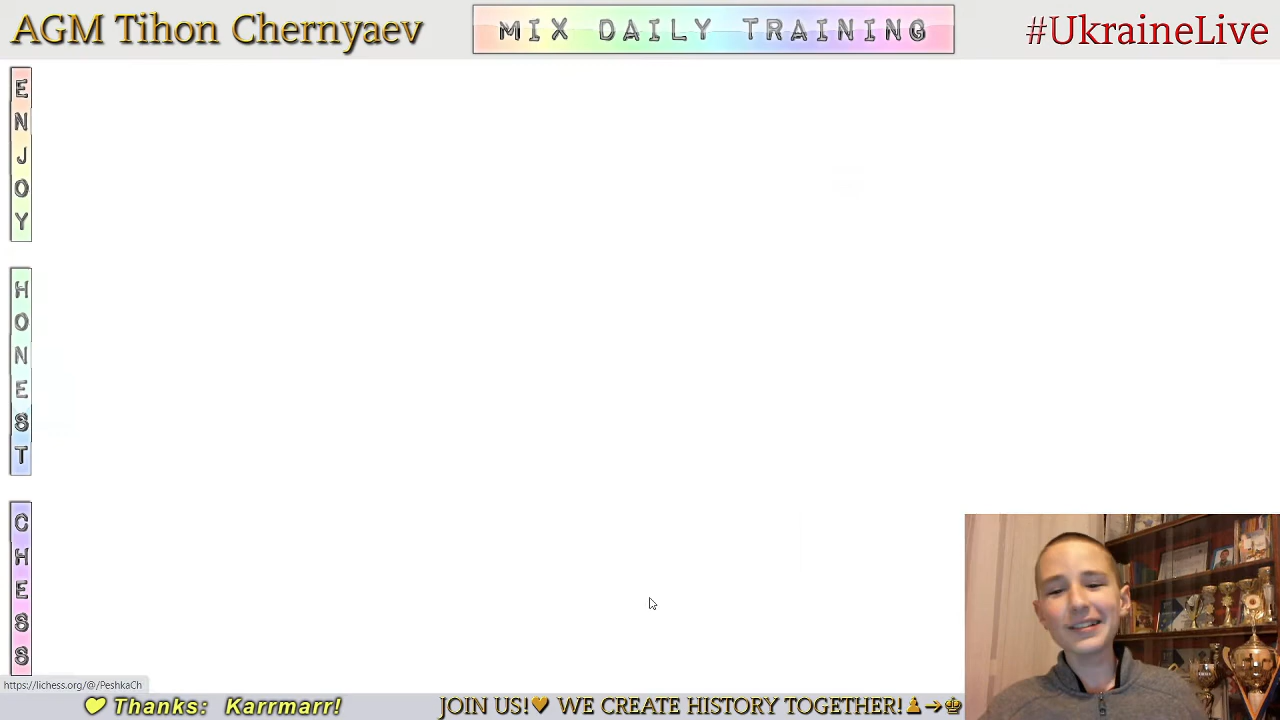 AGM Tihon Chernyaev
MIX DAILY TRAINING
#UkraineLive
ENJOY
HONEST
CHESS
https://lichess.org/@/PeshkaCh
Thanks: Karrmarr!
JOIN US!♥ WE CREATE HISTORY TOGETHER!♟→♚